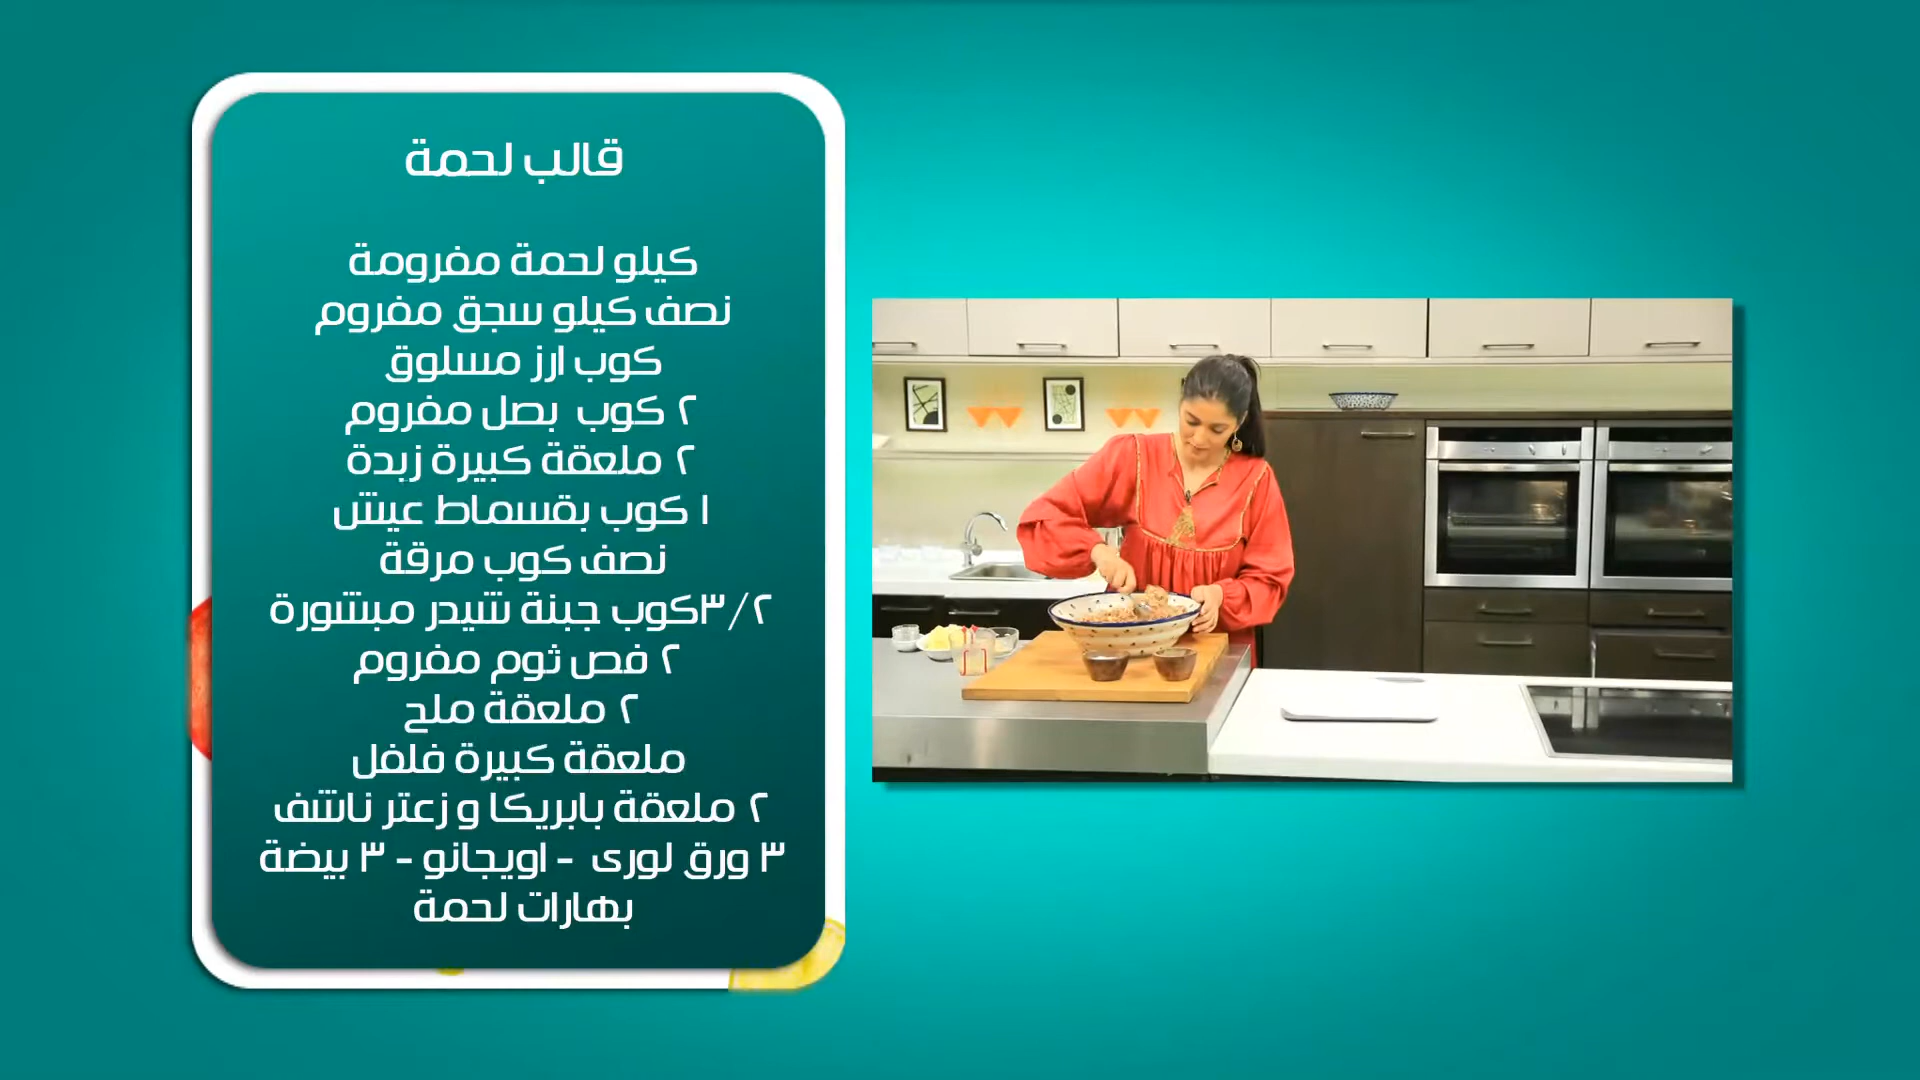 قالب لحمة
كيلو لحمة مفرومة
نصف كيلو سجق مفروم
كوب ارز مسلوق
٢ كوب بصل مفروم
٢ ملعقة كبيرة زبدة
١ كوب بقسماط عيش
نصف كوب مرقة
٣/٢كوب جبنة شيدر مبشورة
٢ فص ثوم مفروم
٢ ملعقة ملح
ملعقة كبيرة فلفل
٢ ملعقة بابريكا و زعتر ناشف
٣ ورق لورى - اويجانو - ٣ بيضة
بهارات لحمة